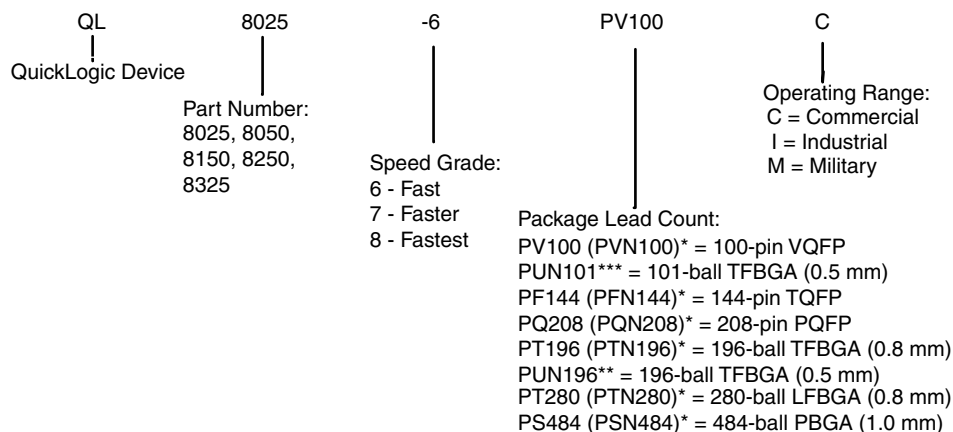 QL 8025 -6 PV100 C
QuickLogic Device
Part Number:
8025, 8050,
8150, 8250,
8325
Speed Grade:
6 - Fast
7 - Faster
8 - Fastest
Package Lead Count:
PV100 (PVN100)* = 100-pin VQFP
PUN101*** = 101-ball TFBGA (0.5 mm)
PF144 (PFN144)* = 144-pin TQFP
PQ208 (PQN208)* = 208-pin PQFP
PT196 (PTN196)* = 196-ball TFBGA (0.8 mm)
PUN196** = 196-ball TFBGA (0.5 mm)
PT280 (PTN280)* = 280-ball LFBGA (0.8 mm)
PS484 (PSN484)* = 484-ball PBGA (1.0 mm)
Operating Range:
C = Commercial
I = Industrial
M = Military